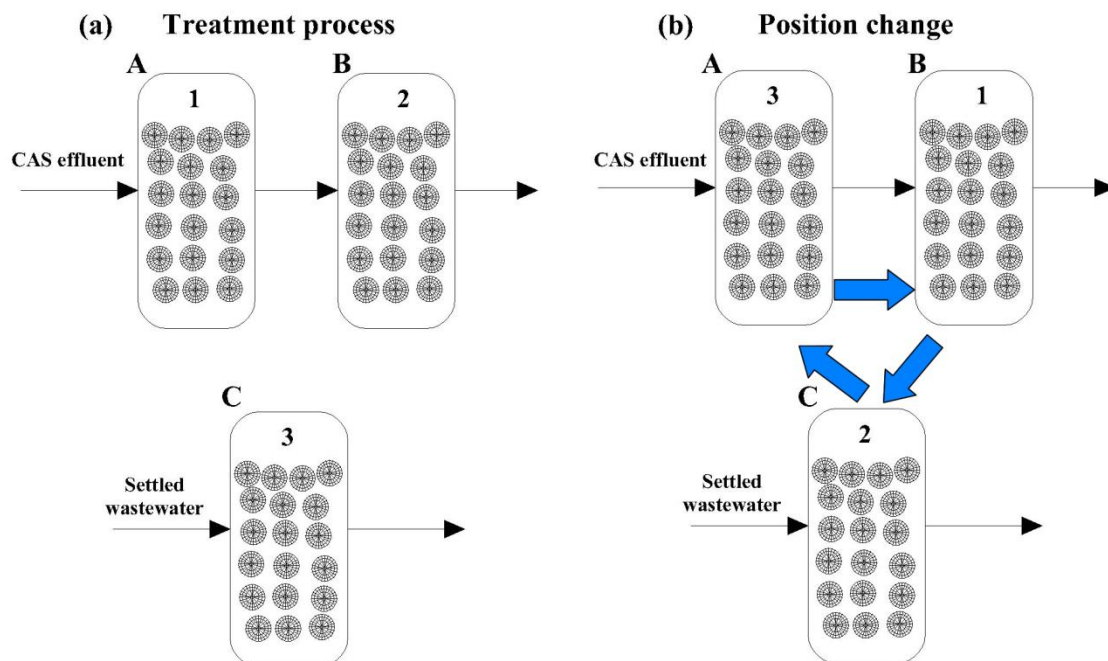 (a) Treatment process
A
1
B
2
CAS effluent
C
3
Settled
wastewater
(b) Position change
A
3
B
1
CAS effluent
C
2
Settled
wastewater